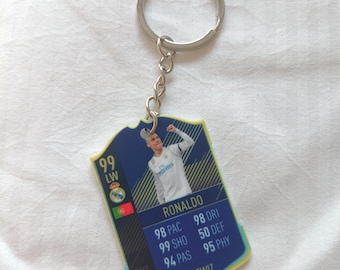 99
LW
RONALDO
98 PAC 98 DRI
99 SHO 50 DEF
94 PAS 95 PHY